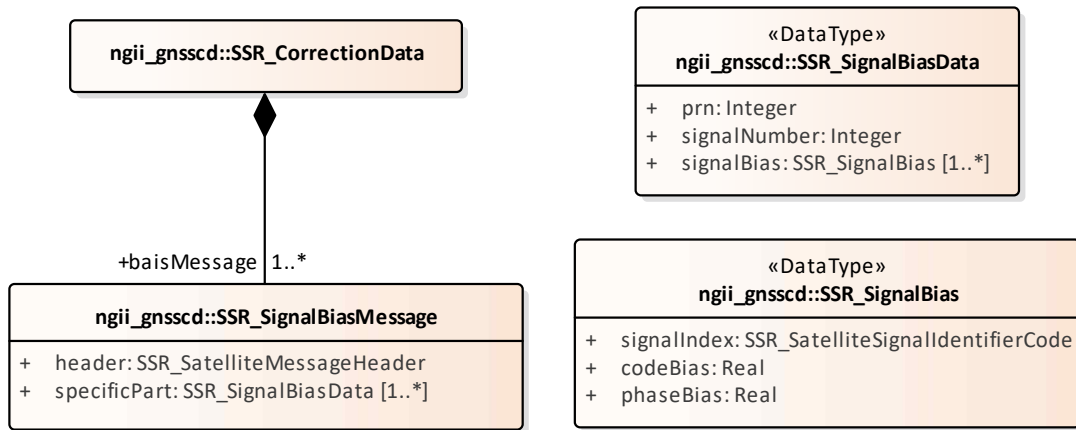 ngii_gnsscd::SSR_CorrectionData
+baisMessage 1..*
ngii_gnsscd::SSR_SignalBiasMessage
+ header: SSR_SatelliteMessageHeader
+ specificPart: SSR_SignalBiasData [1..*]
«DataType»
ngii_gnsscd::SSR_SignalBiasData
+ prn: Integer
+ signalNumber: Integer
+ signalBias: SSR_SignalBias [1..*]
«DataType»
ngii_gnsscd::SSR_SignalBias
+ signalIndex: SSR_SatelliteSignalIdentifierCode
+ codeBias: Real
+ phaseBias: Real